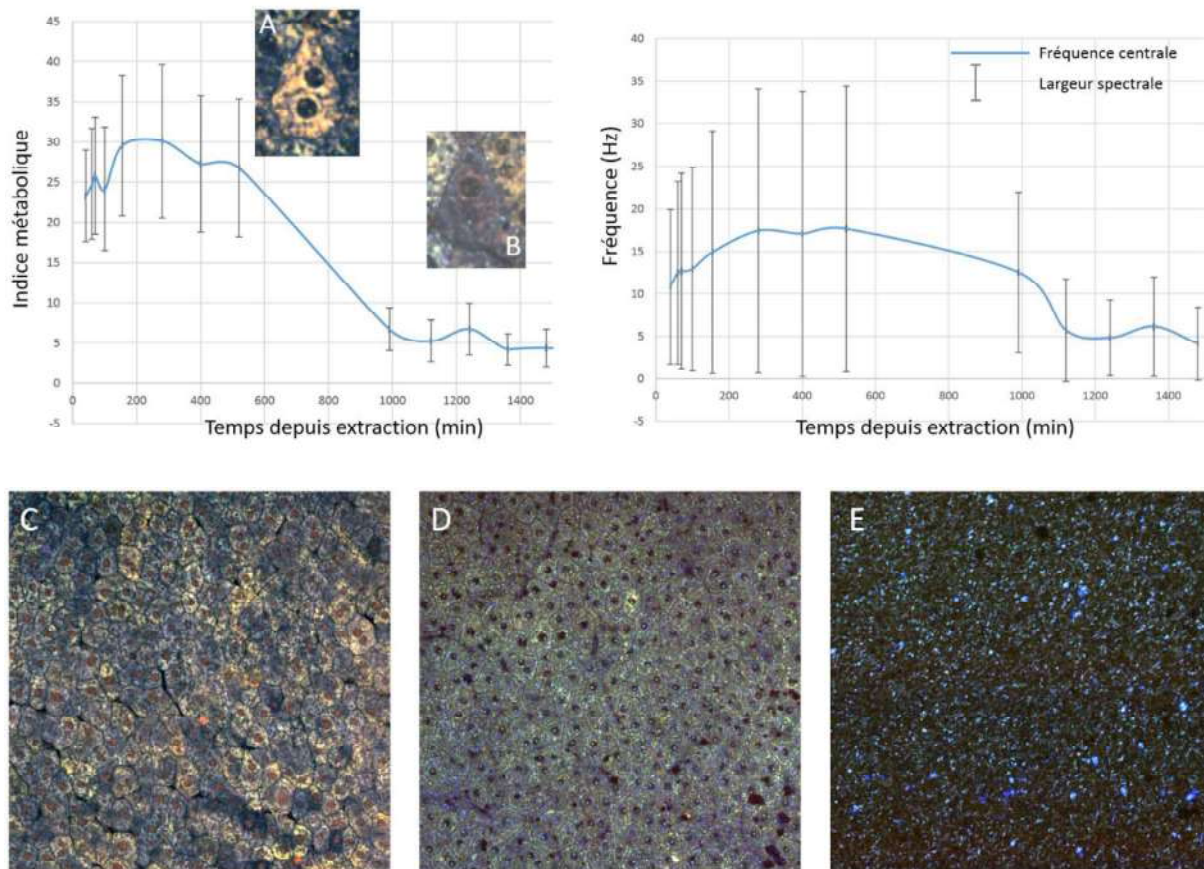 45
40
35
30
25
20
15
10
5
0
-5
Indice métabolique
A
B
0 200 400 600 800 1000 1200 1400
Temps depuis extraction (min)
40
35
30
25
20
15
10
5
0
-5
Fréquence (Hz)
Fréquence centrale
Largeur spectrale
0 200 400 600 800 1000 1200 1400
Temps depuis extraction (min)
C
D
E